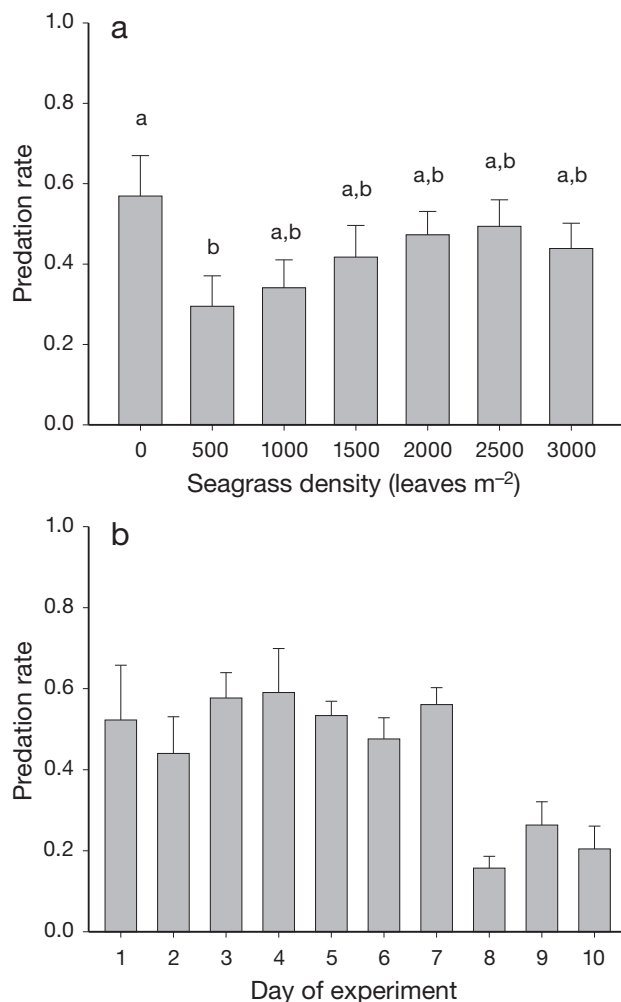 a
1.0
0.8
0.6
0.4
0.2
0.0
Predation rate
a
b
a,b
a,b
a,b
a,b
a,b
0 500 1000 1500 2000 2500 3000
Seagrass density (leaves m⁻²)
b
1.0
0.8
0.6
0.4
0.2
0.0
Predation rate
1 2 3 4 5 6 7 8 9 10
Day of experiment